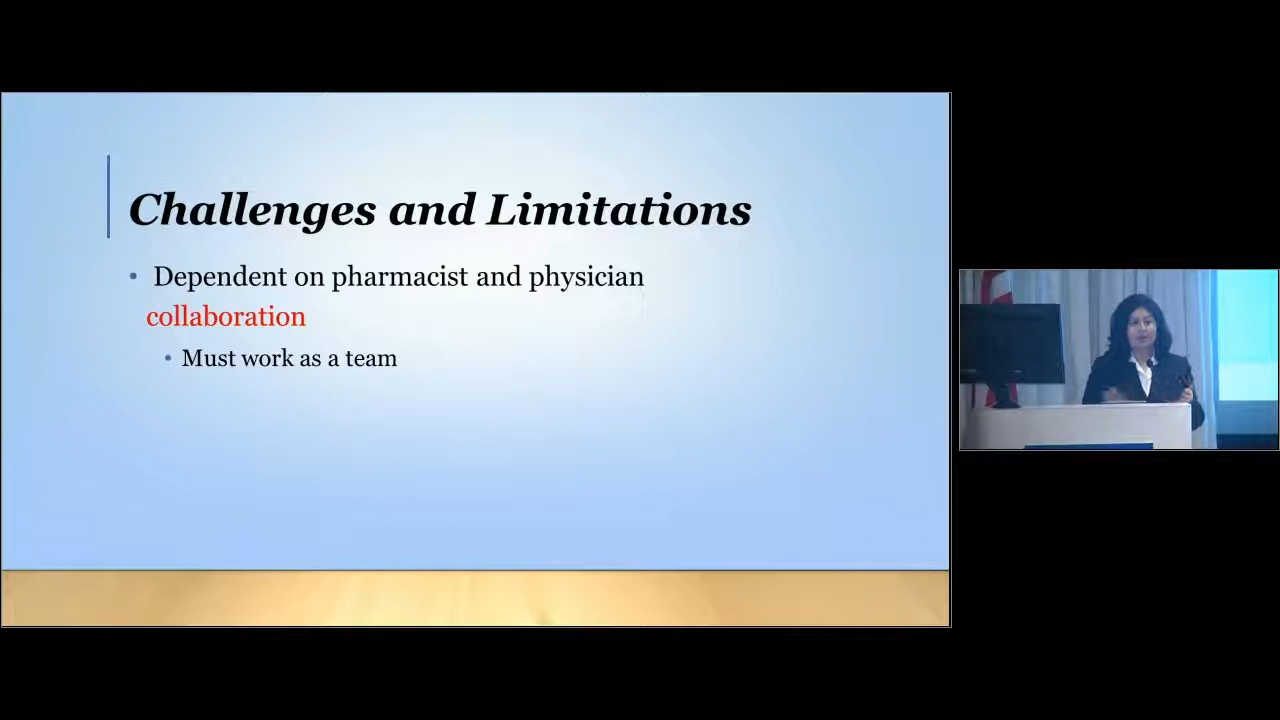 Challenges and Limitations
• Dependent on pharmacist and physician
collaboration
• Must work as a team